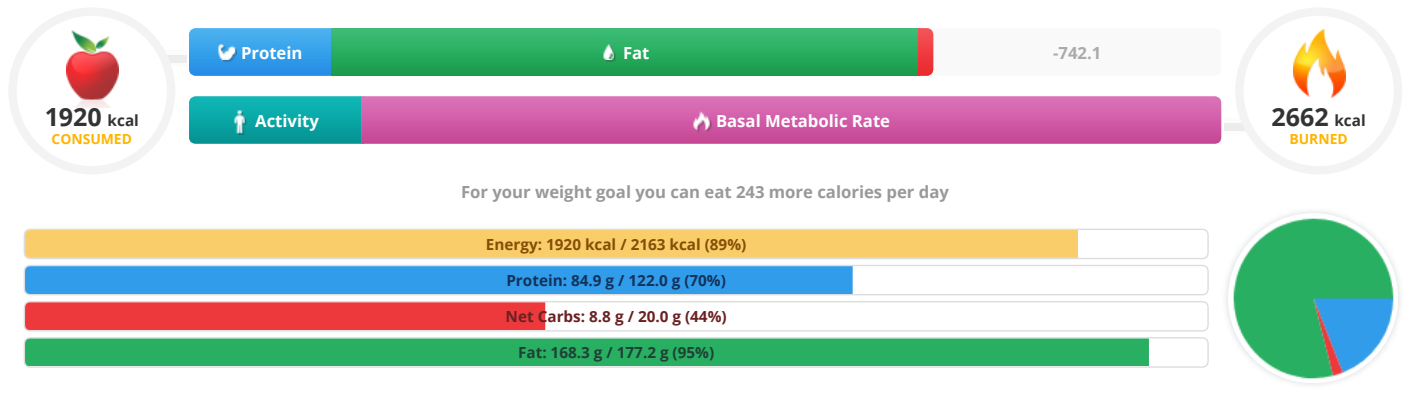 1920 kcal
CONSUMED
Protein
Fat
-742.1
Activity
Basal Metabolic Rate
2662 kcal
BURNED
For your weight goal you can eat 243 more calories per day
Energy: 1920 kcal / 2163 kcal (89%)
Protein: 84.9 g / 122.0 g (70%)
Net Carbs: 8.8 g / 20.0 g (44%)
Fat: 168.3 g / 177.2 g (95%)